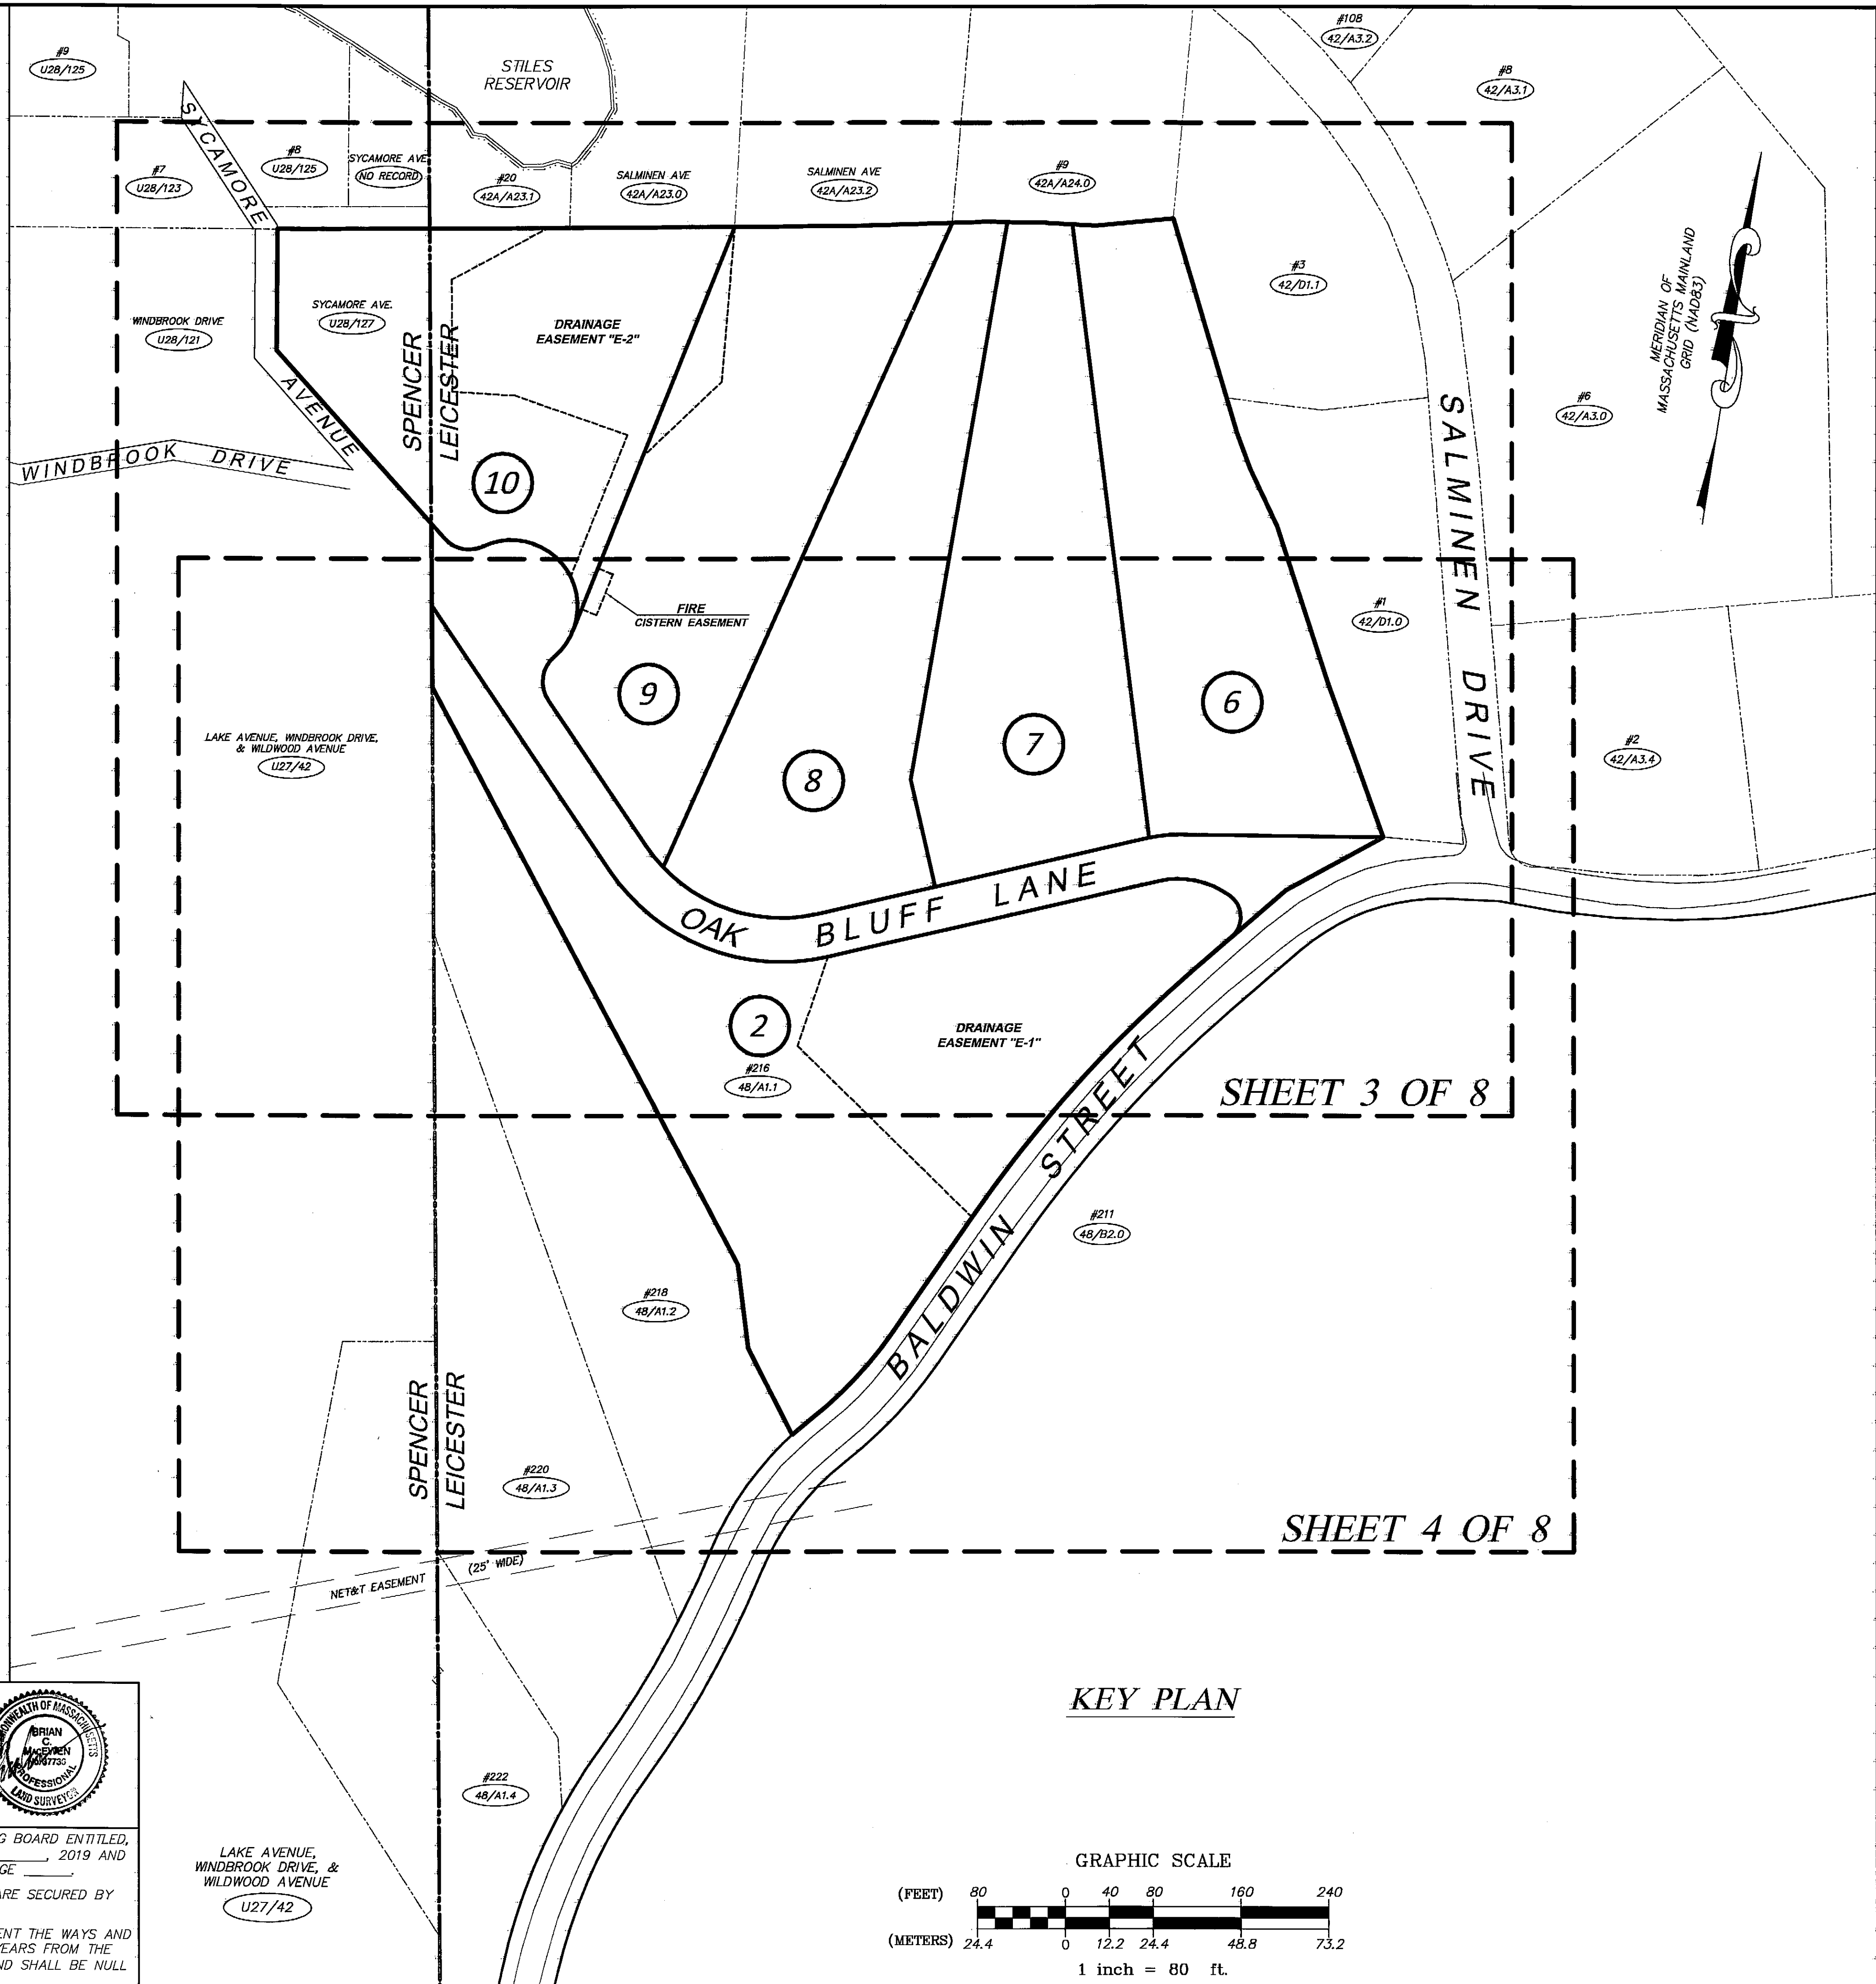 #9
U28/125
STILES
RESERVOIR
#108
42/A3.2
#8
42/A3.1
SYCAMORE
#7
U28/123
#8
U28/125
SYCAMORE AVE
NO RECORD
#20
42A/A23.1
SALMINEN AVE
42A/A23.0
SALMINEN AVE
42A/A23.2
#9
42A/A24.0
MERIDIAN OF
MASSACHUSETTS MAINLAND
GRID (NAD83)
#3
42/D1.1
WINDBROOK DRIVE
U28/121
SYCAMORE AVE.
U28/127
SPENCER
LEICESTER
DRAINAGE
EASEMENT "E-2"
AVENUE
#6
42/A3.0
WINDBROOK DRIVE
10
SALMINEN DRIVE
FIRE
CISTERN EASEMENT
#1
42/D1.0
9
8
7
6
LAKE AVENUE, WINDBROOK DRIVE,
& WILDWOOD AVENUE
U27/42
#2
42/A3.4
OAK BLUFF LANE
2
#216
48/A1.1
DRAINAGE
EASEMENT "E-1"
SHEET 3 OF 8
BALDWIN STREET
#211
48/B2.0
#218
48/A1.2
SPENCER
LEICESTER
#220
48/A1.3
SHEET 4 OF 8
NET&T EASEMENT (25' WIDE)
KEY PLAN
BRIAN
C.
PROFESSIONAL
LAND SURVEYOR
#222
48/A1.4
G BOARD ENTITLED,
, 2019 AND
GE
ARE SECURED BY
ENT THE WAYS AND
YEARS FROM THE
ND SHALL BE NULL
LAKE AVENUE,
WINDBROOK DRIVE, &
WILDWOOD AVENUE
U27/42
GRAPHIC SCALE
(FEET) 80 0 40 80 160 240
(METERS) 24.4 0 12.2 24.4 48.8 73.2
1 inch = 80 ft.